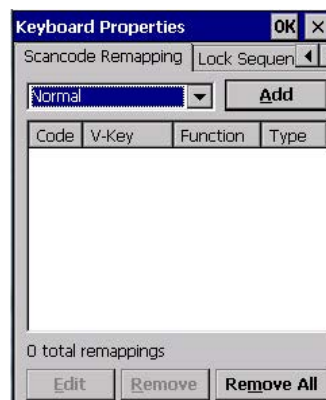 Keyboard Properties OK ×
Scancode Remapping Lock Sequen
Normal Add
Code V-Key Function Type
0 total remappings
Edit Remove Remove All